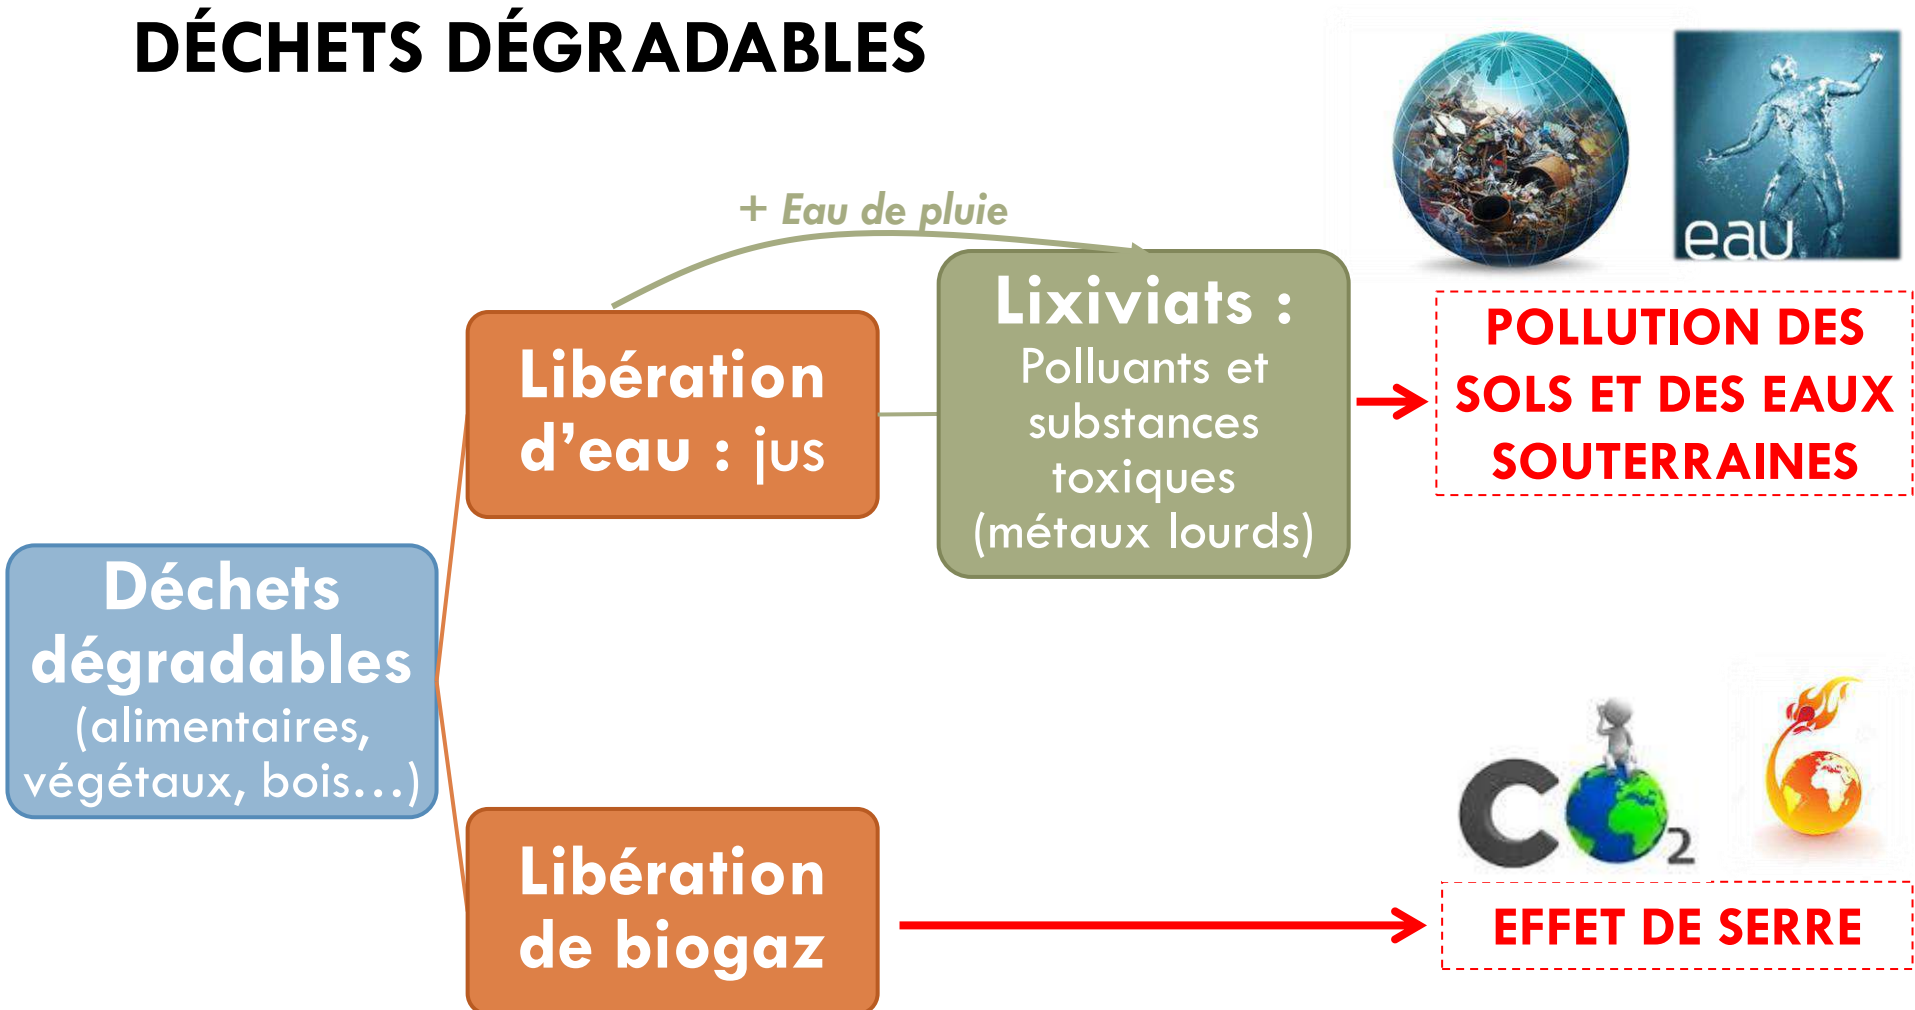 DÉCHETS DÉGRADABLES
eau
+ Eau de pluie
Libération
d’eau : jus
Lixiviats :
Polluants et
substances
toxiques
(métaux lourds)
POLLUTION DES
SOLS ET DES EAUX
SOUTERRAINES
Déchets
dégradables
(alimentaires,
végétaux, bois…)
Libération
de biogaz
CO2
EFFET DE SERRE